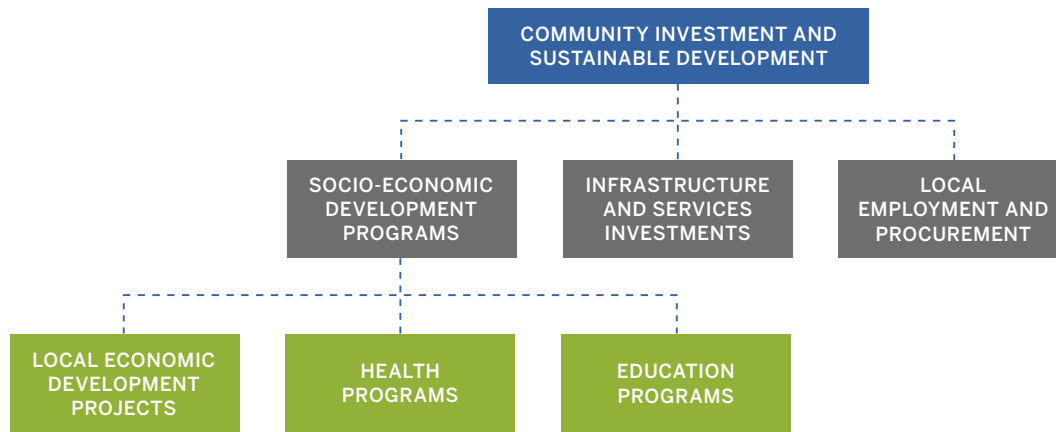 COMMUNITY INVESTMENT AND
SUSTAINABLE DEVELOPMENT
SOCIO-ECONOMIC
DEVELOPMENT
PROGRAMS
INFRASTRUCTURE
AND SERVICES
INVESTMENTS
LOCAL
EMPLOYMENT AND
PROCUREMENT
LOCAL ECONOMIC
DEVELOPMENT
PROJECTS
HEALTH
PROGRAMS
EDUCATION
PROGRAMS